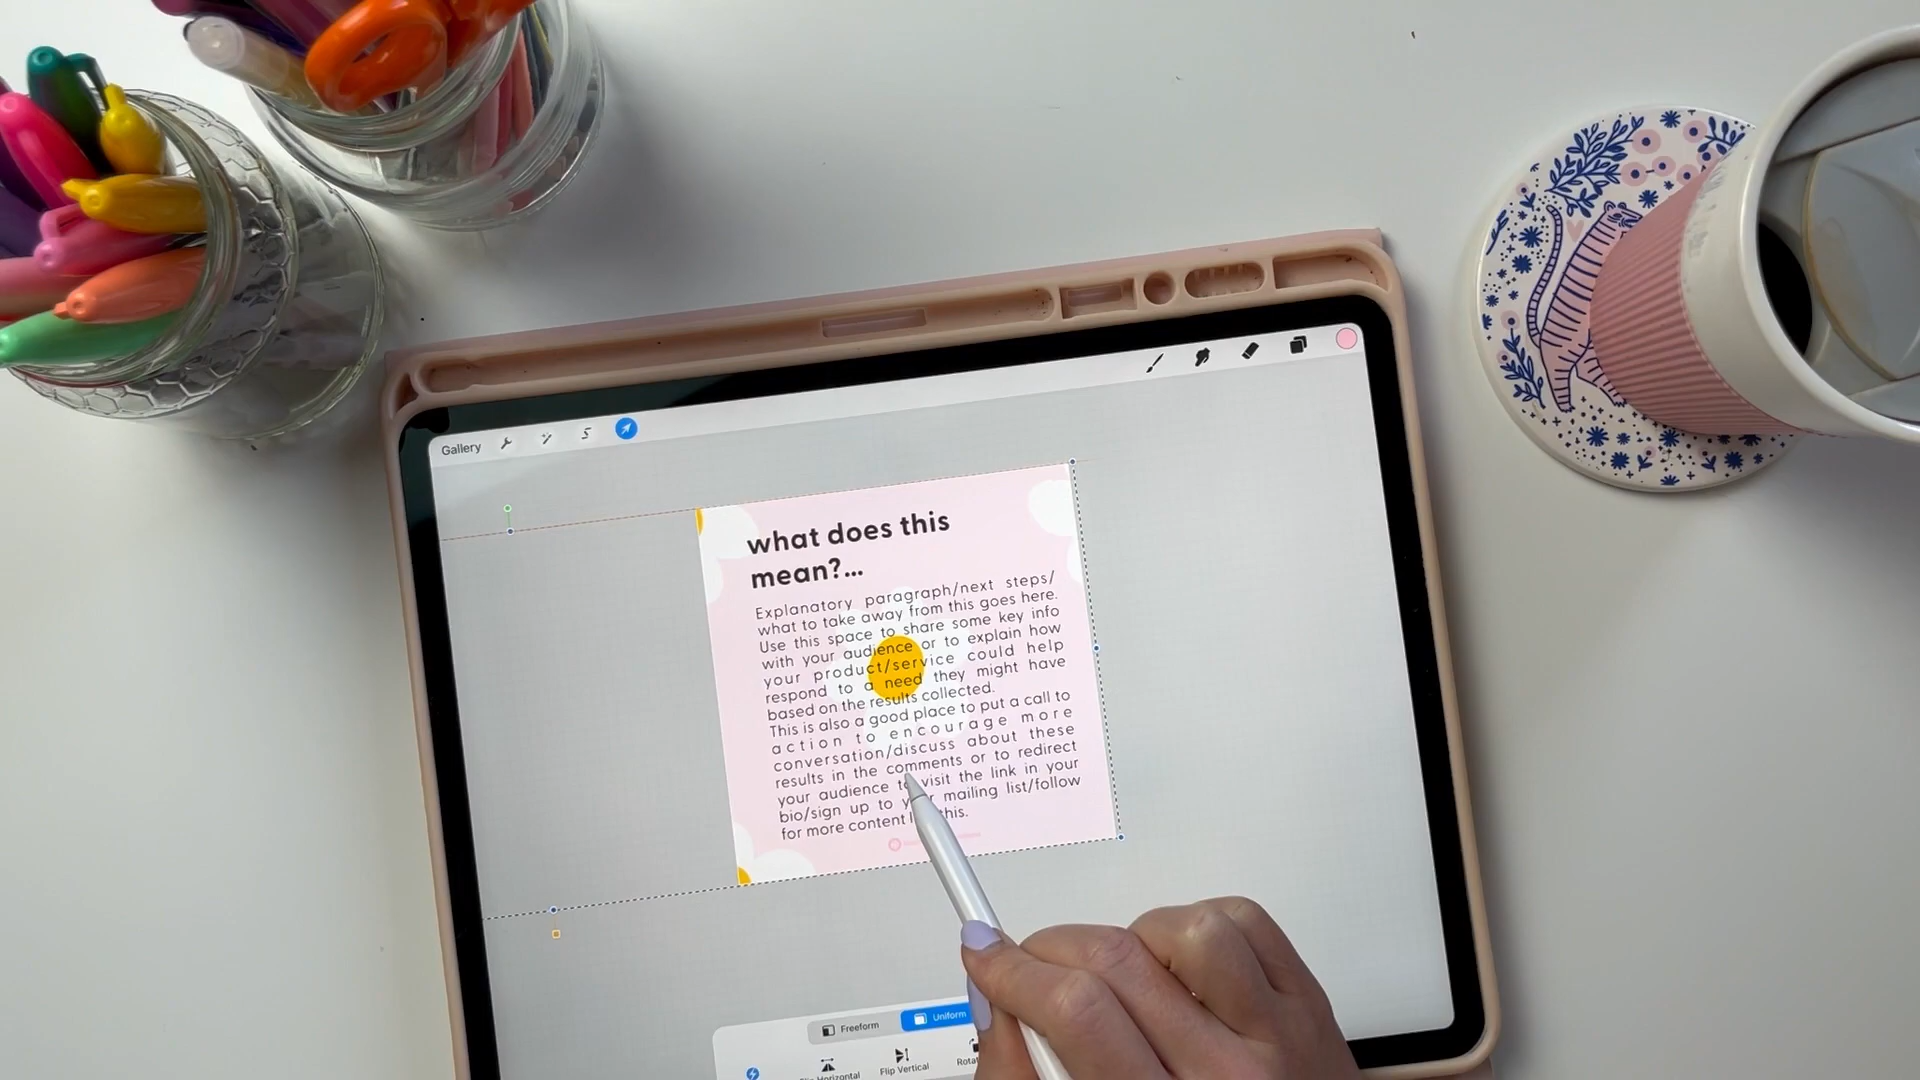 Gallery
what does this
mean?...
Explanatory paragraph/next steps/
what to take away from this goes here.
Use this space to share some key info
with your audience or to explain how
your product/service could help
respond to a need they might have
based on the results collected.
This is also a good place to put a call to
action to encourage more
conversation/discuss about these
results in the comments or to redirect
your audience to visit the link in your
bio/sign up to your mailing list/follow
for more content this.
Freeform
Uniform
Horizontal
Flip Vertical